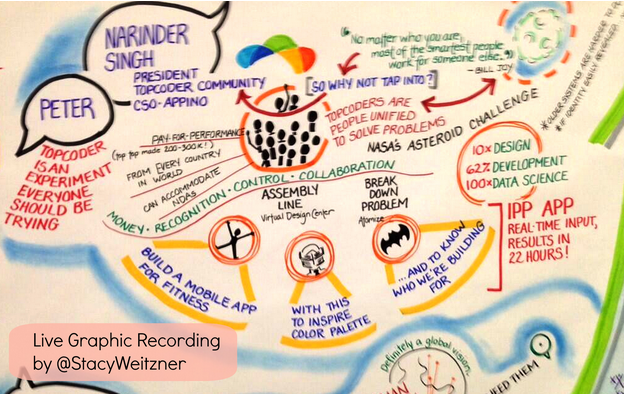 NARINDER
SINGH
PRESIDENT
TOPCODER COMMUNITY
CSO-APPINO
PETER
TOPCODER
IS AN
EXPERIMENT
EVERYONE
SHOULD BE
TRYING
"No matter who you are,
most of the smartest people
work for someone else."
- BILL JOY
[SO WHY NOT TAP INTO?]
TOPCODERS ARE
PEOPLE UNIFIED
TO SOLVE PROBLEMS
PAY-FOR-PERFORMANCE
(top top made 200-300K!)
FROM EVERY COUNTRY
IN WORLD
CAN ACCOMMODATE
NDAS
MONEY · RECOGNITION · CONTROL · COLLABORATION
NASA'S ASTEROID CHALLENGE
10x DESIGN
62% DEVELOPMENT
100x DATA SCIENCE
*OLDER SYSTEMS ARE HARDER TO
*IF IDENTITY EASILY
ASSEMBLY
LINE
Virtual Design Center
BREAK
DOWN
PROBLEM
Atomize
IPP APP
REAL-TIME INPUT,
RESULTS IN
22 HOURS!
BUILD A MOBILE APP
FOR FITNESS
WITH THIS
TO INSPIRE
COLOR PALETTE
...AND TO KNOW
WHO WE'RE BUILDING
FOR
Definitely a global vision.
NEED THEM
Live Graphic Recording
by @StacyWeitzner